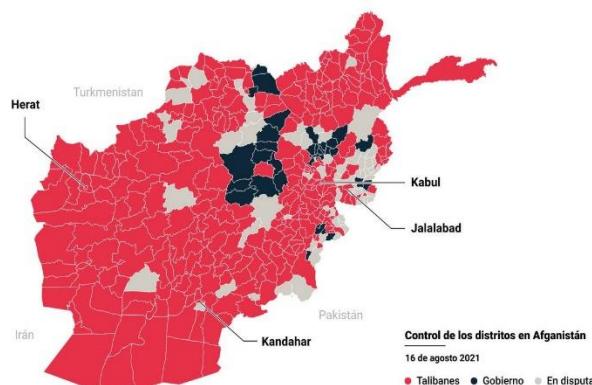 Turkmenistan
Herat
Kabul
Jalalabad
Pakistán
Irán
Kandahar
Control de los distritos en Afganistán
16 de agosto 2021
Talibanes Gobierno En disputa